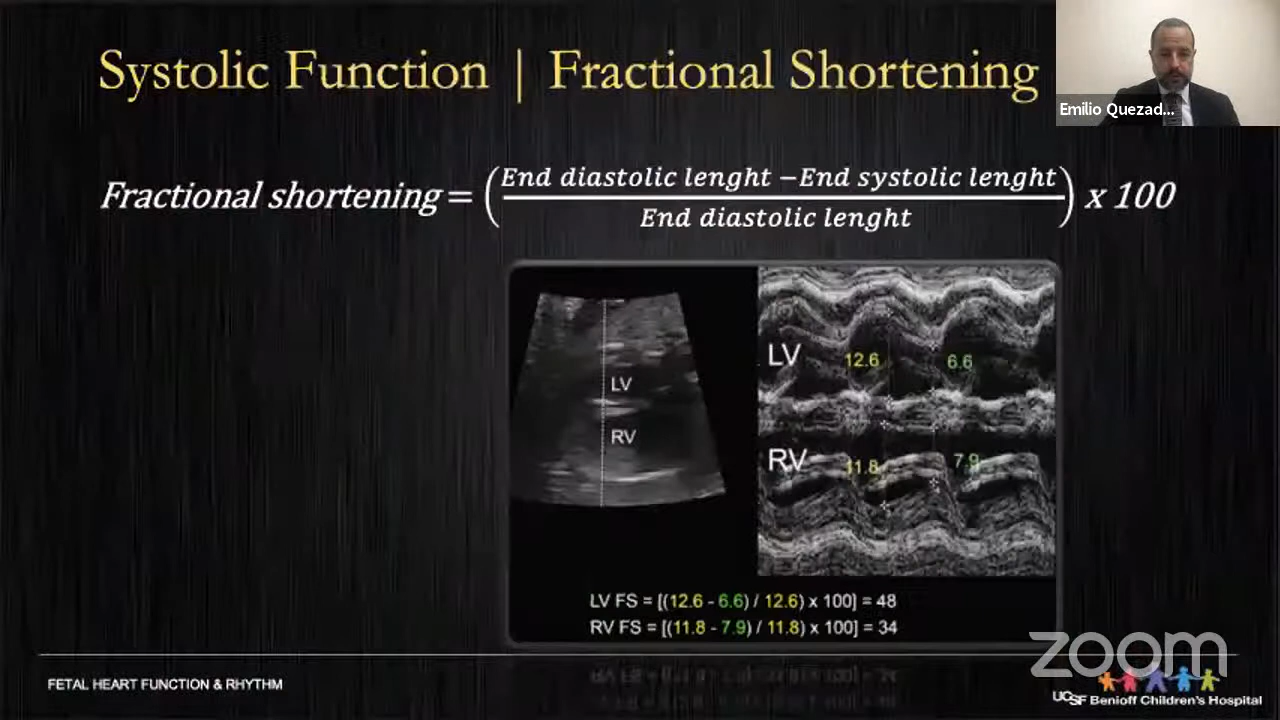 Systolic Function | Fractional Shortening
Emilio Quezad...
Fractional shortening = (End diastolic lenght −End systolic lenght / End diastolic lenght) x 100
LV
RV
LV
12.6
6.6
RV
11.8
7.9
LV FS = [(12.6 - 6.6) / 12.6) x 100] = 48
RV FS = [(11.8 - 7.9) / 11.8) x 100] = 34
zoom
FETAL HEART FUNCTION & RHYTHM
UCSF Benioff Children's Hospital